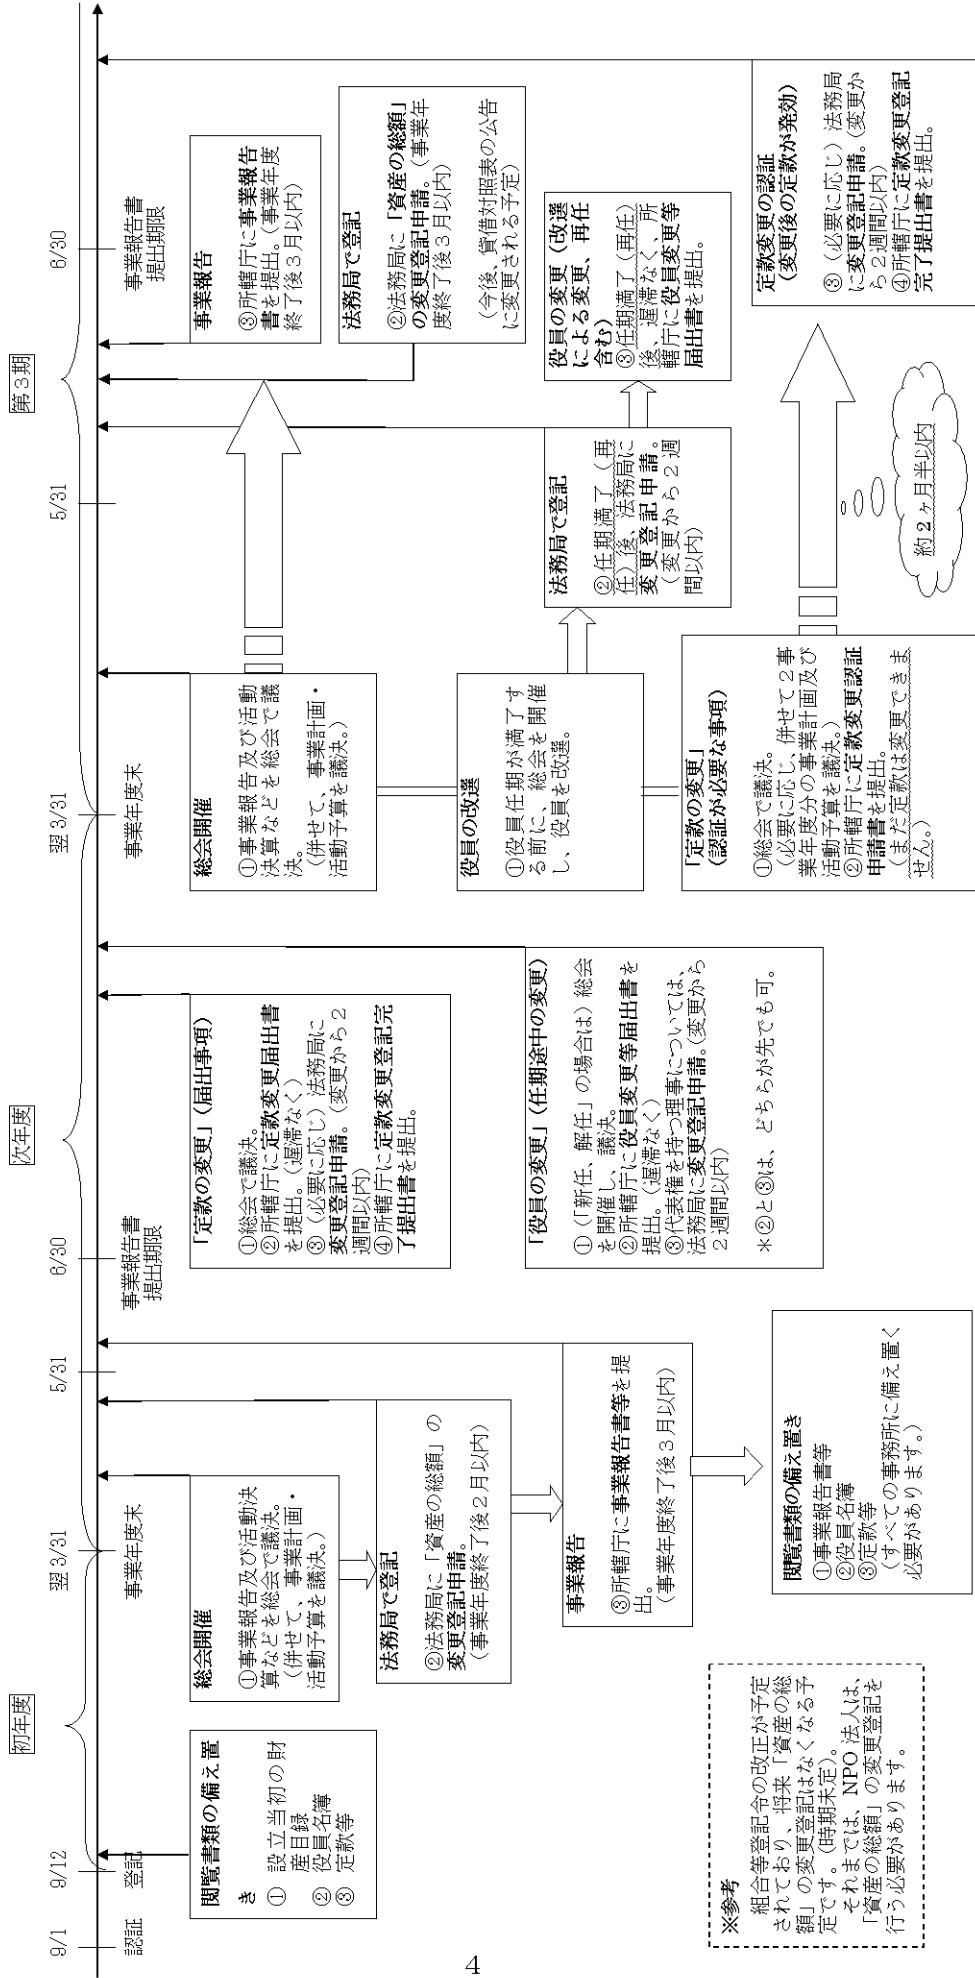 初年度
次年度
第３期
9/1
9/12
翌 3/31
5/31
6/30
翌 3/31
5/31
6/30
認証
登記
事業年度末
事業報告書
提出期限
事業年度末
事業報告書
提出期限
閲覧書類の備え置
き
① 設立当初の財
産目録
② 役員名簿
③ 定款等
総会開催
①事業報告及び活動決
算などを総会で議決。
（併せて、事業計画・
活動予算を議決。）
法務局で登記
②法務局に「資産の総額」の
変更登記申請。
（事業年度終了後２月以内）
事業報告
③所轄庁に事業報告書等を提
出。
（事業年度終了後３月以内）
閲覧書類の備え置き
①事業報告書等
②役員名簿
③定款等
（すべての事務所に備え置く
必要があります。）
※参考
組合等登記令の改正が予定
されており、将来「資産の総
額」の変更登記はなくなる予
定です。（時期未定）。
それまでは、NPO 法人は、
「資産の総額」の変更登記を
行う必要があります。
「定款の変更」（届出事項）
①総会で議決。
②所轄庁に定款変更届出書
を提出。（遅滞なく）
③（必要に応じ）法務局に
変更登記申請。（変更から２
週間以内）
④所轄庁に定款変更登記完
了提出書を提出。
「役員の変更」（任期途中の変更）
①（「新任、解任」の場合は）総会
を開催し、議決。
②所轄庁に役員変更等届出書を
提出。（遅滞なく）
③代表権を持つ理事については、
法務局に変更登記申請。（変更から
２週間以内）
＊②と③は、どちらが先でも可。
総会開催
①事業報告及び活動
決算などを総会で議
決。
（併せて、事業計画・
活動予算を議決。）
役員の改選
①役員任期が満了す
る前に、総会を開催
し、役員を改選。
「定款の変更」
（認証が必要な事項）
①総会で議決。
（必要に応じ、併せて２事
業年度分の事業計画及び
活動予算を議決。）
②所轄庁に定款変更認証
申請書を提出。
（まだ定款は変更できま
せん。）
法務局で登記
②任期満了（再
任）後、法務局に
変更登記申請。
（変更から２週
間以内）
約２ヶ月半以内
事業報告
③所轄庁に事業報告
書を提出。（事業年度
終了後３月以内）
法務局で登記
②法務局に「資産の総額」
の変更登記申請。（事業年
度終了後３月以内）
（今後、貸借対照表の公告
に変更される予定）
役員の変更（改選
による変更、再任
含む）
③任期満了（再任）
後、遅滞なく、所
轄庁に役員変更等
届出書を提出。
定款変更の認証
（変更後の定款が発効）
③（必要に応じ）法務局
に変更登記申請。（変更か
ら２週間以内）
④所轄庁に定款変更登記
完了提出書を提出。
4